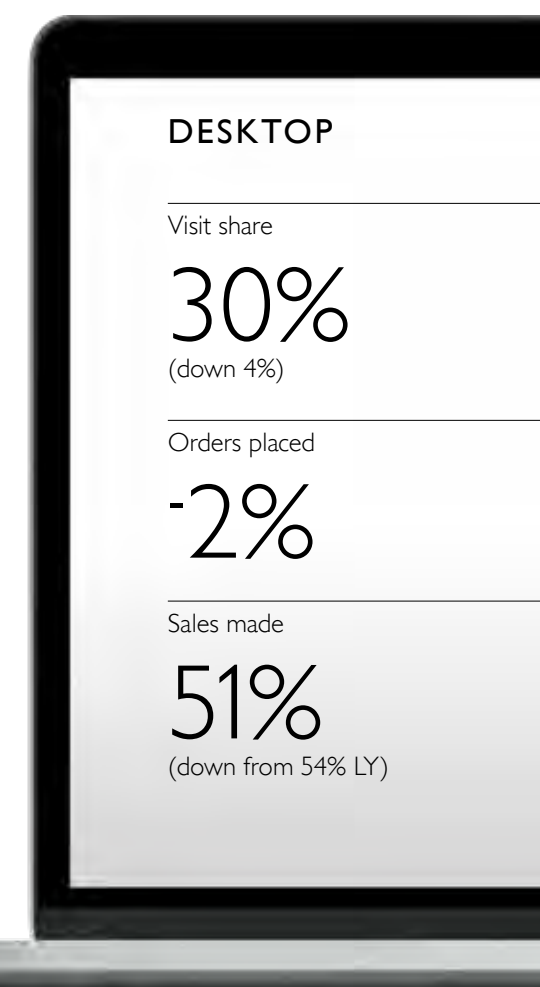 DESKTOP
Visit share
30%
(down 4%)
Orders placed
-2%
Sales made
51%
(down from 54% LY)